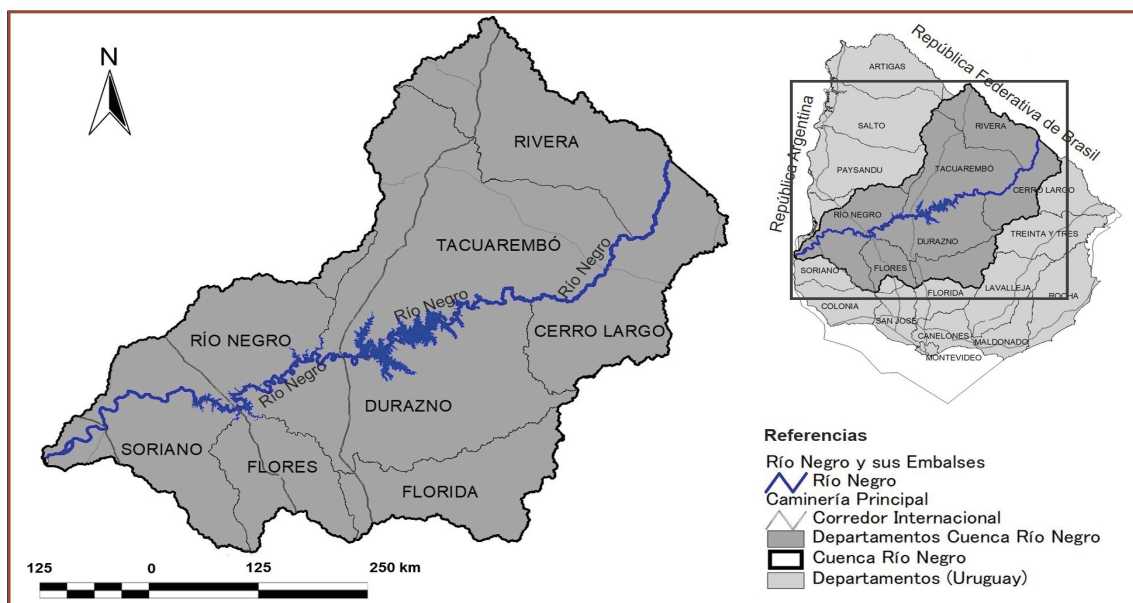 N
RIVERA
TACUAREMBÓ
Río Negro
Río Negro
CERRO LARGO
RÍO NEGRO
Río Negro
DURAZNO
SORIANO
FLORES
FLORIDA
125 0 125 250 km
República Federativa de Brasil
República Argentina
ARTIGAS
SALTO
RIVERA
PAYSANDU
TACUAREMBÓ
CERRO LARGO
RÍO NEGRO
TREINTA Y TRES
DURAZNO
SORIANO
FLORES
FLORIDA
LAVALLEJA
ROCHA
COLONIA
SAN JOSE
CANELONES
MALDONADO
MONTEVIDEO
Referencias
Río Negro y sus Embalses
Río Negro
Caminería Principal
Corredor Internacional
Departamentos Cuenca Río Negro
Cuenca Río Negro
Departamentos (Uruguay)